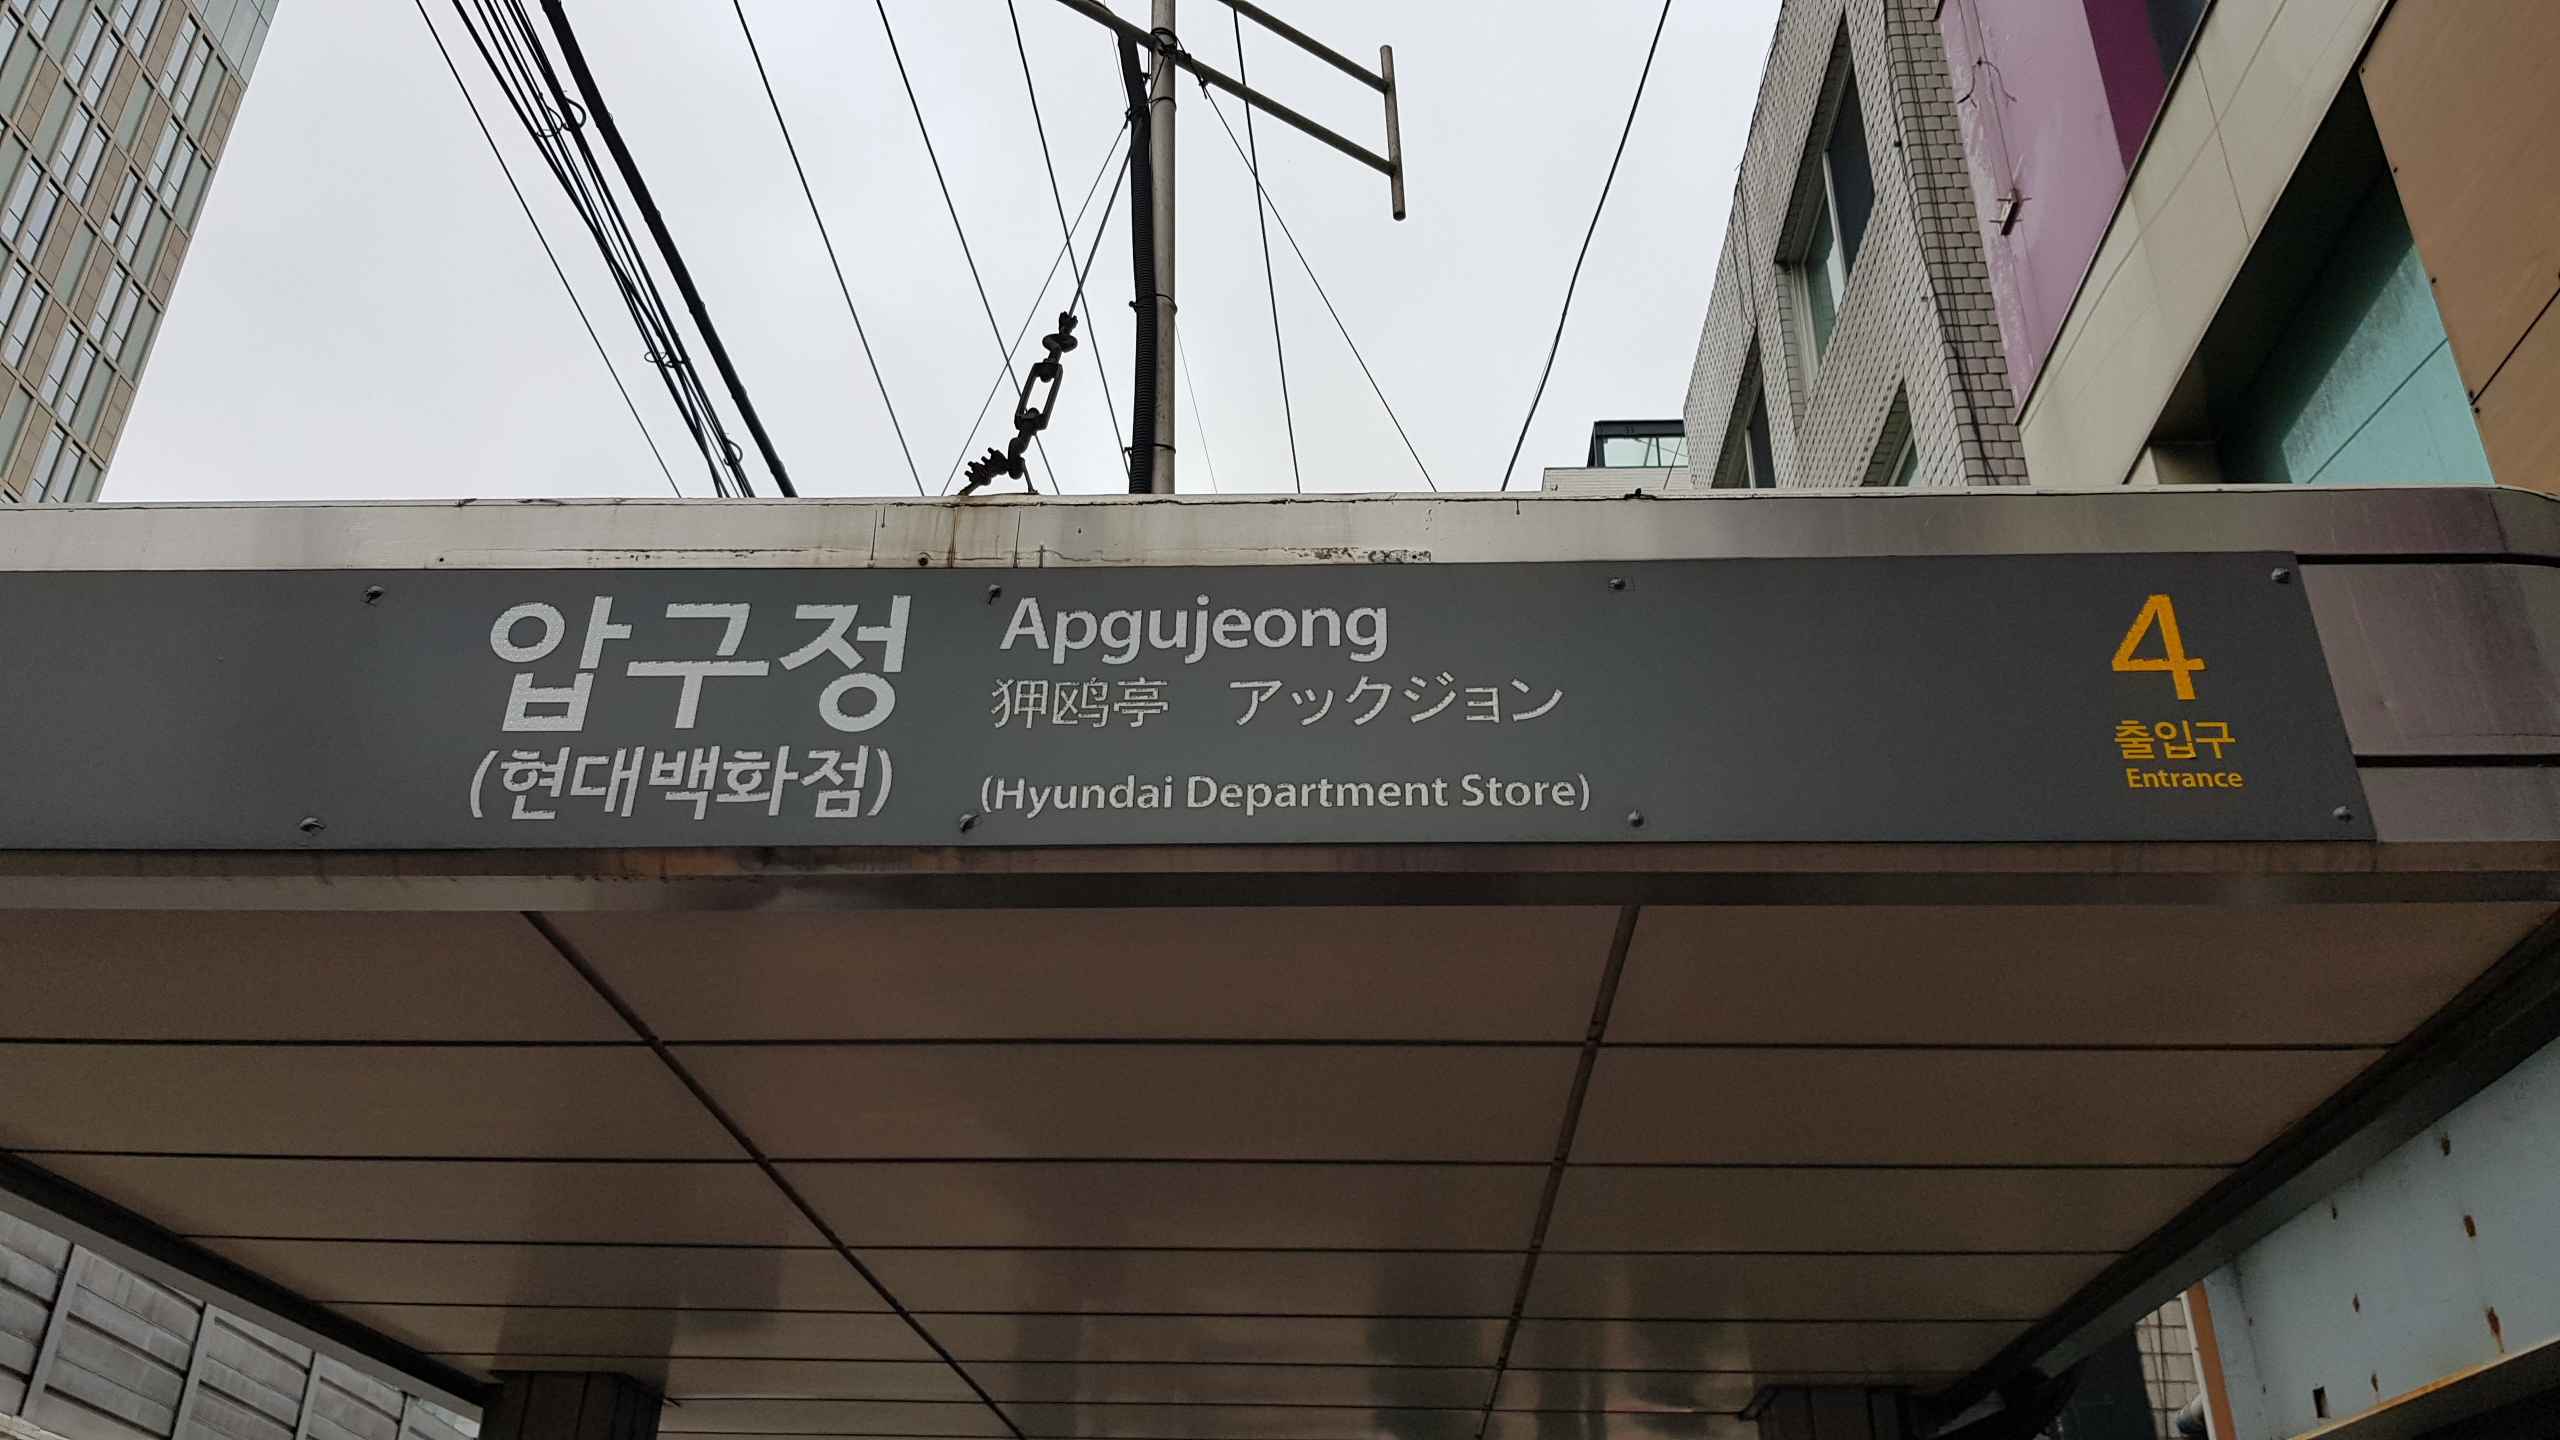 압구정
(현대백화점)
Apgujeong
狎鸥亭 アックジョン
(Hyundai Department Store)
4
출입구
Entrance